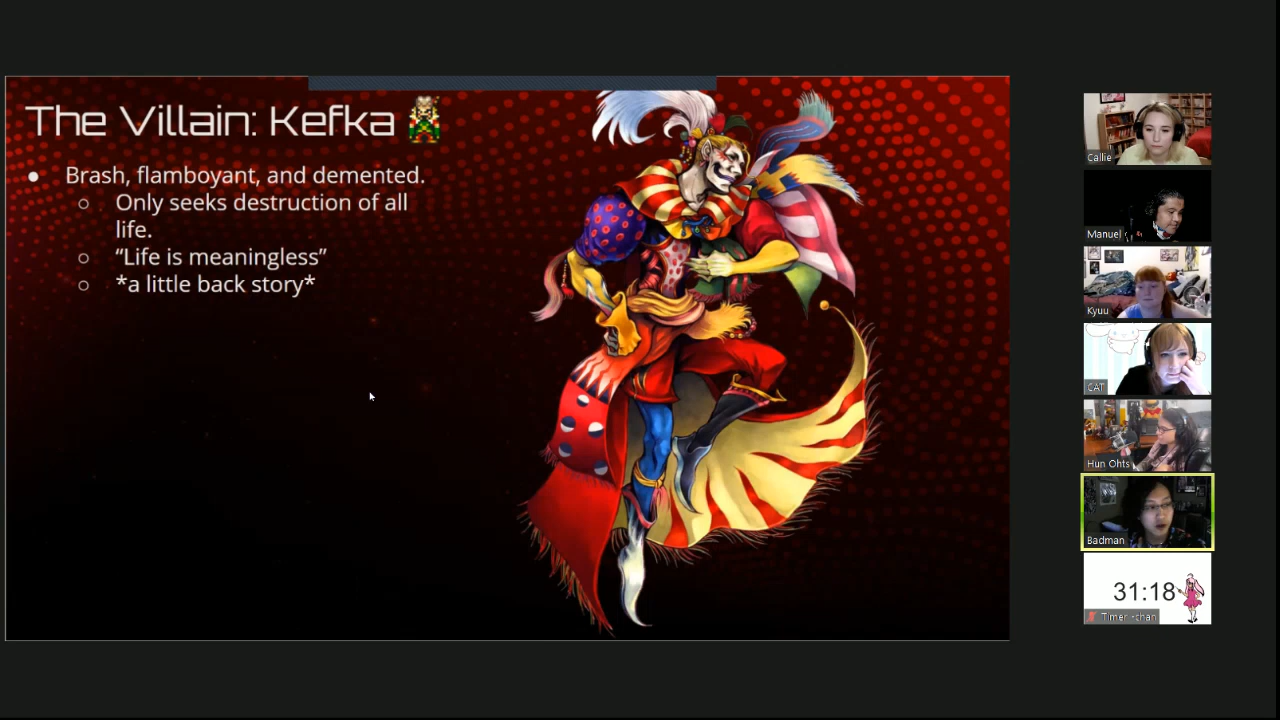 The Villain: Kefka
Brash, flamboyant, and demented.
Only seeks destruction of all
life.
“Life is meaningless”
*a little back story*
Callie
Manuel
Kyuu
CAT
Hun Ohts
Badman
31:18
Timer -chan